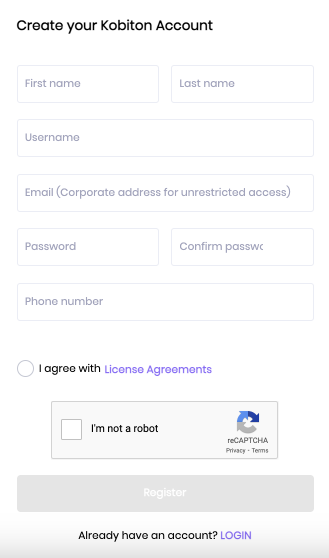 Create your Kobiton Account
First name Last name
Username
Email (Corporate address for unrestricted access)
Password Confirm passwc
Phone number
I agree with License Agreements
I'm not a robot
reCAPTCHA
Privacy - Terms
Register
Already have an account? LOGIN